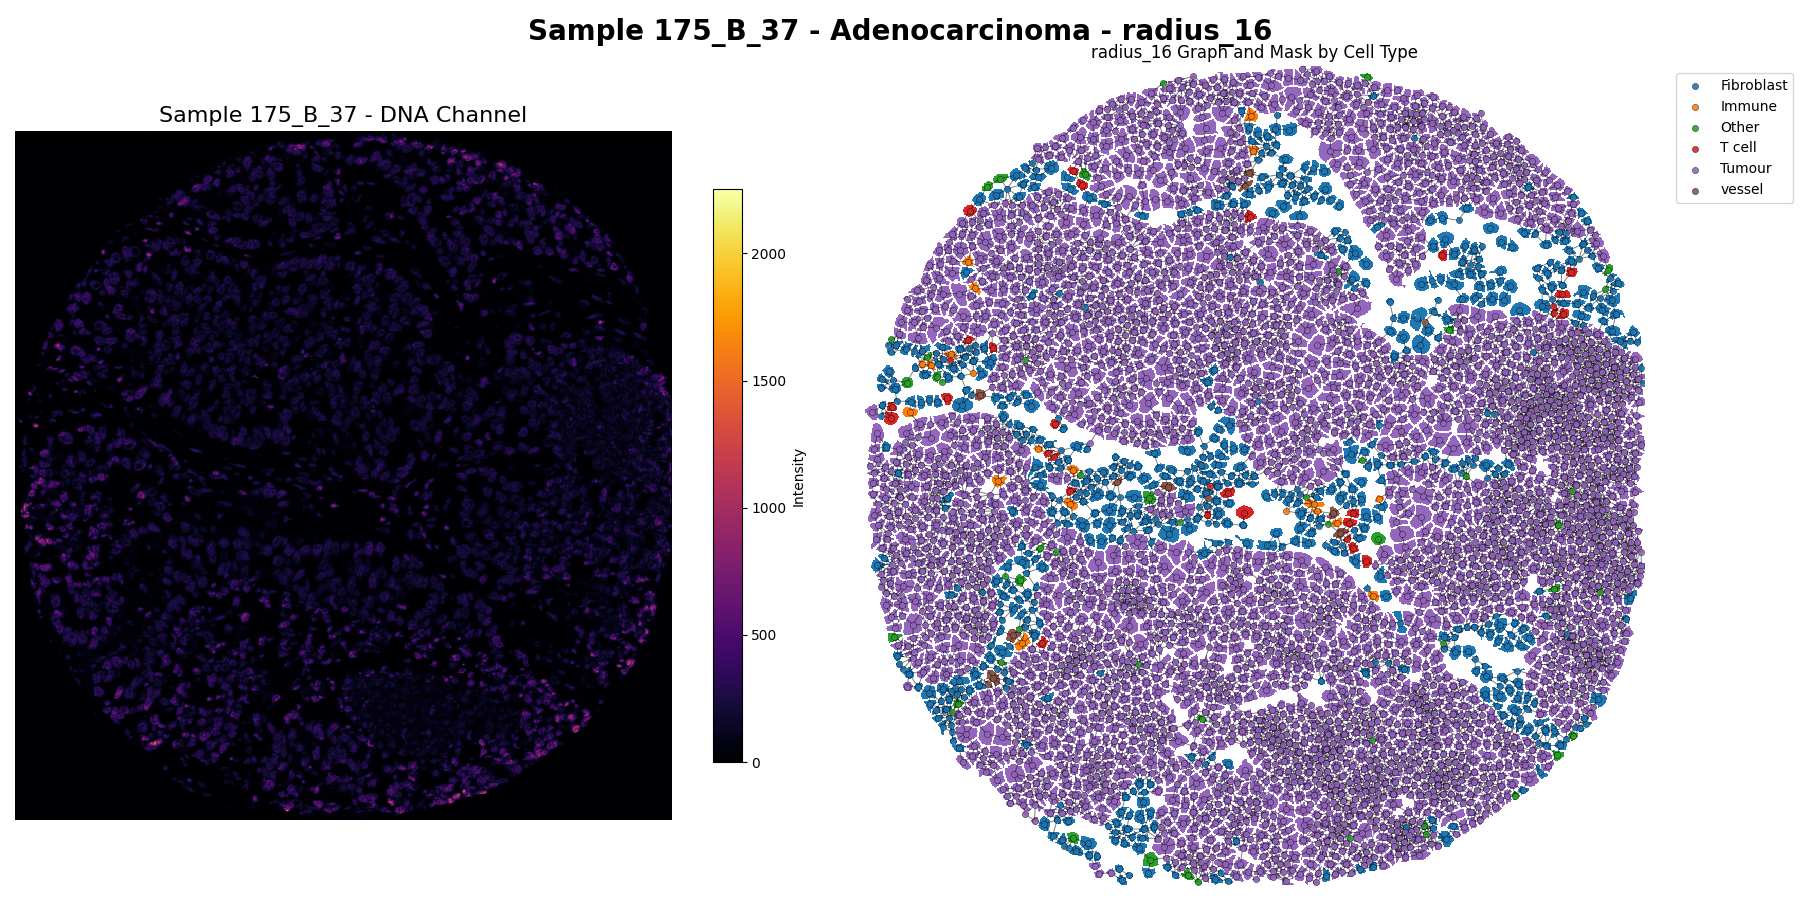 Sample 175_B_37 - Adenocarcinoma - radius_16
Sample 175_B_37 - DNA Channel
2000
1500
1000
500
0
Intensity
radius_16 Graph and Mask by Cell Type
Fibroblast
Immune
Other
T cell
Tumour
vessel